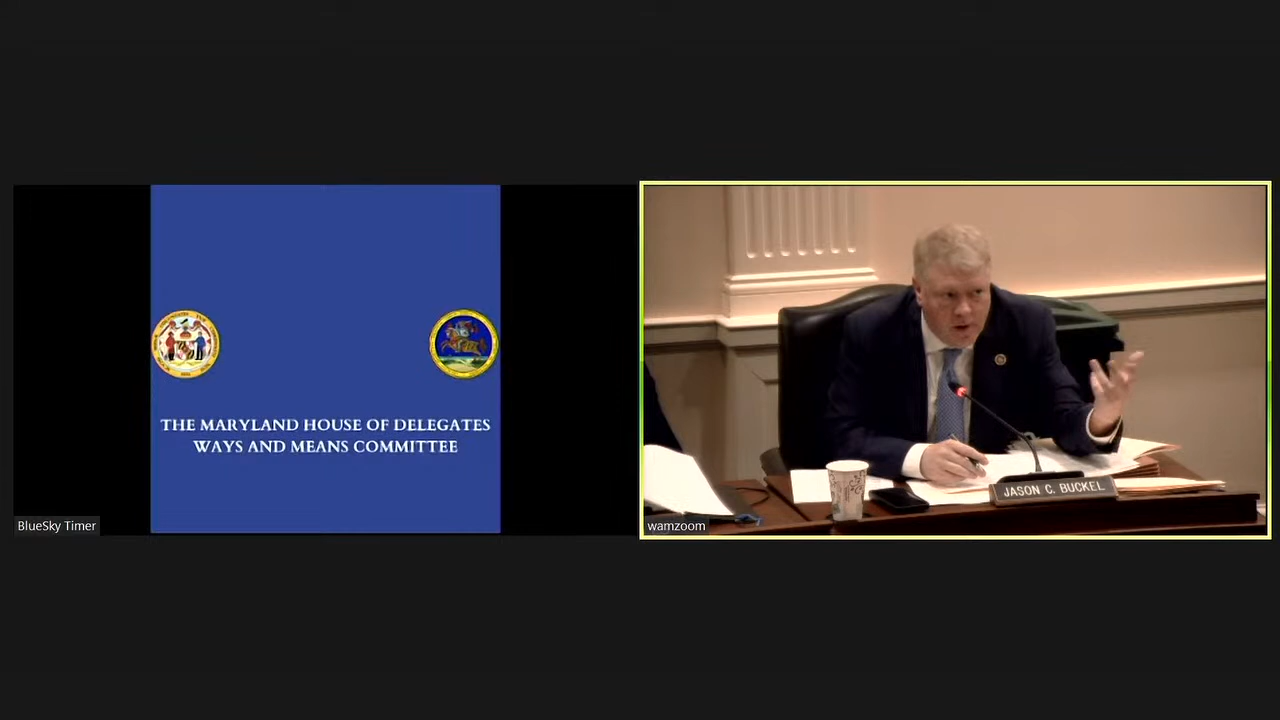 THE MARYLAND HOUSE OF DELEGATES
WAYS AND MEANS COMMITTEE
BlueSky Timer
JASON C. BUCKEL
wamzoom